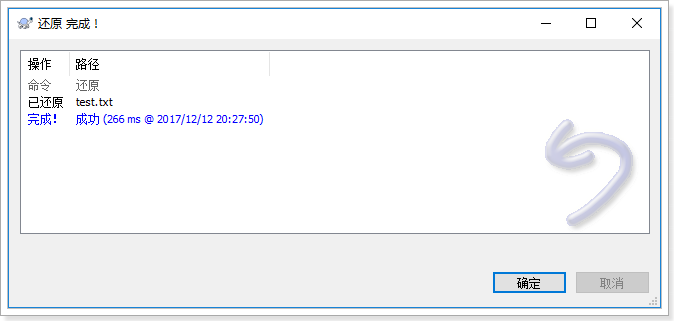 还原 完成！
操作 路径
命令 还原
已还原 test.txt
完成！ 成功 (266 ms @ 2017/12/12 20:27:50)
确定 取消